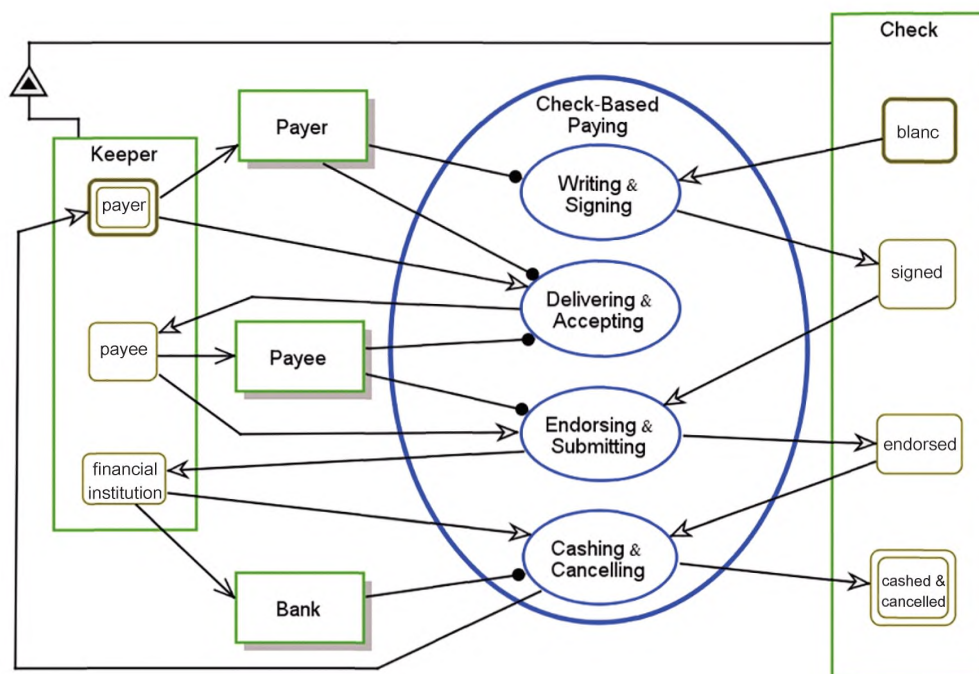 Check
Check-Based
Paying
Payer
blanc
Keeper
Writing &
Signing
payer
signed
Delivering &
Accepting
payee
Payee
Endorsing &
Submitting
endorsed
financial
institution
Cashing &
Cancelling
cashed &
cancelled
Bank